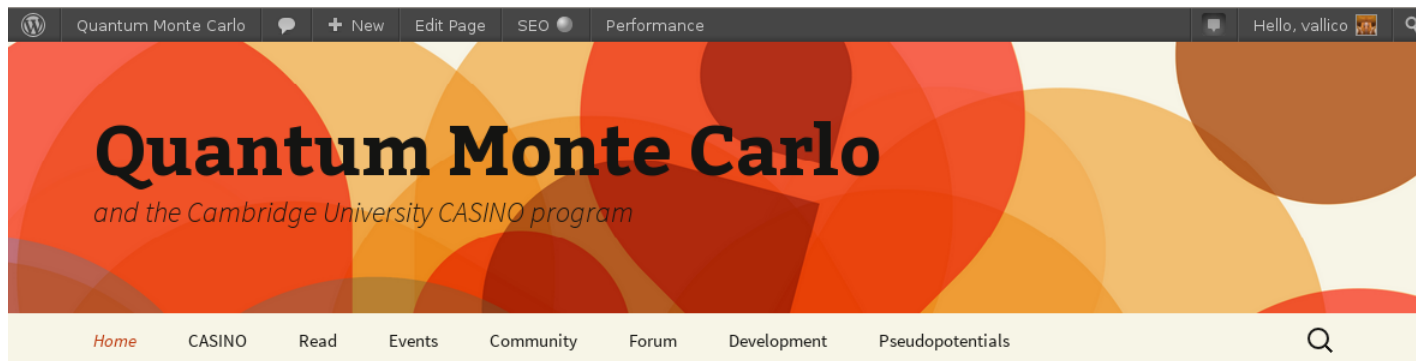 Quantum Monte Carlo New Edit Page SEO Performance Hello, vallico
Quantum Monte Carlo
and the Cambridge University CASINO program
Home CASINO Read Events Community Forum Development Pseudopotentials